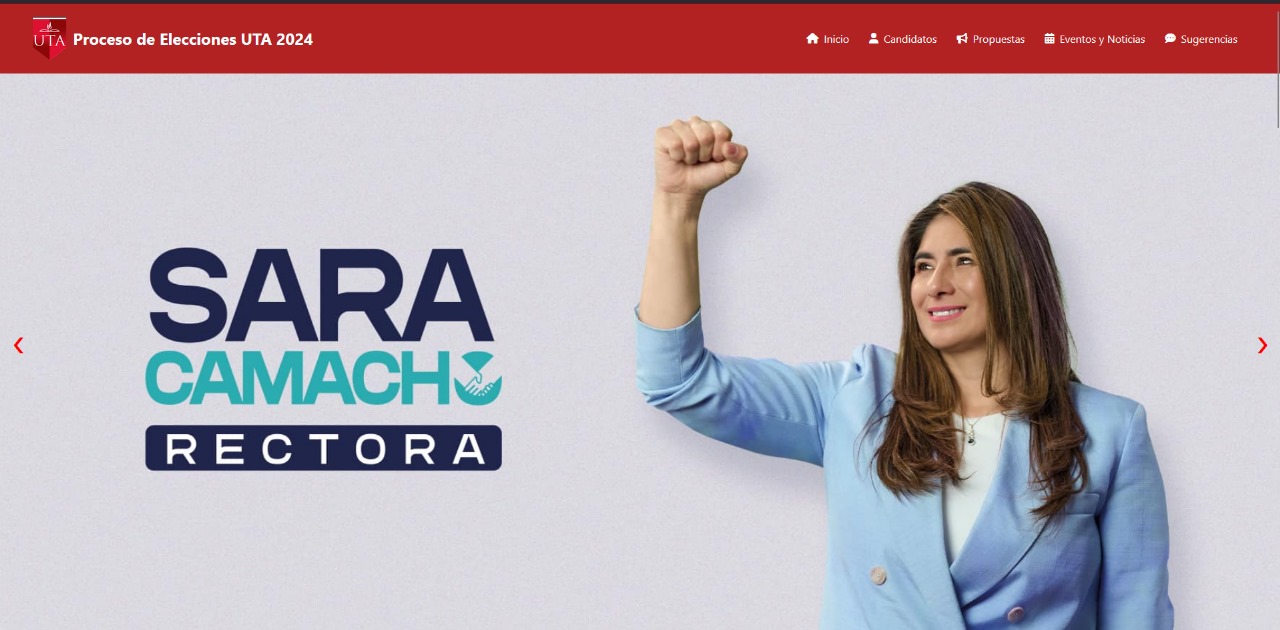 UTA
Proceso de Elecciones UTA 2024
Inicio
Candidatos
Propuestas
Eventos y Noticias
Sugerencias
SARA
CAMACHO
RECTORA